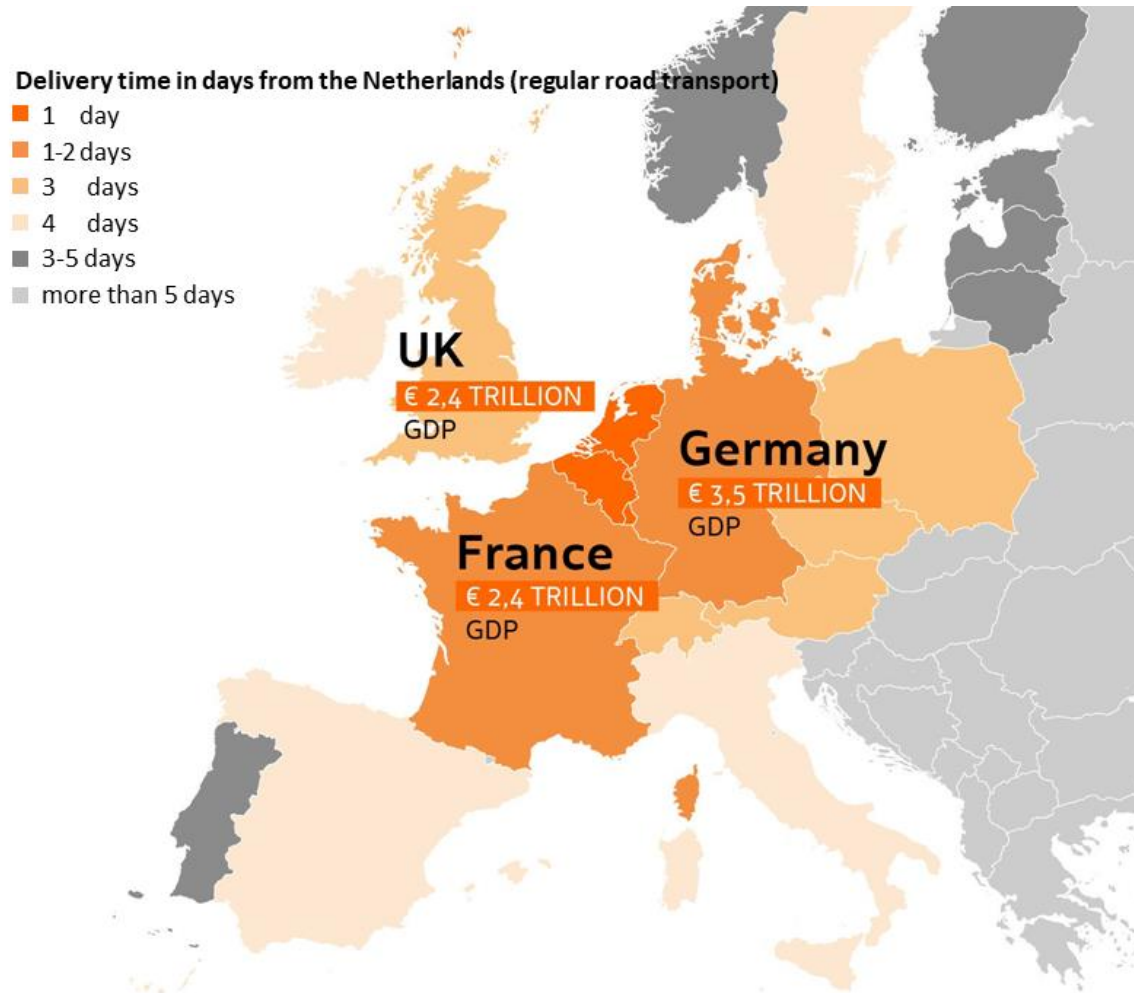 Delivery time in days from the Netherlands (regular road transport)
1 day
1-2 days
3 days
4 days
3-5 days
more than 5 days
UK
€ 2,4 TRILLION
GDP
Germany
€ 3,5 TRILLION
GDP
France
€ 2,4 TRILLION
GDP